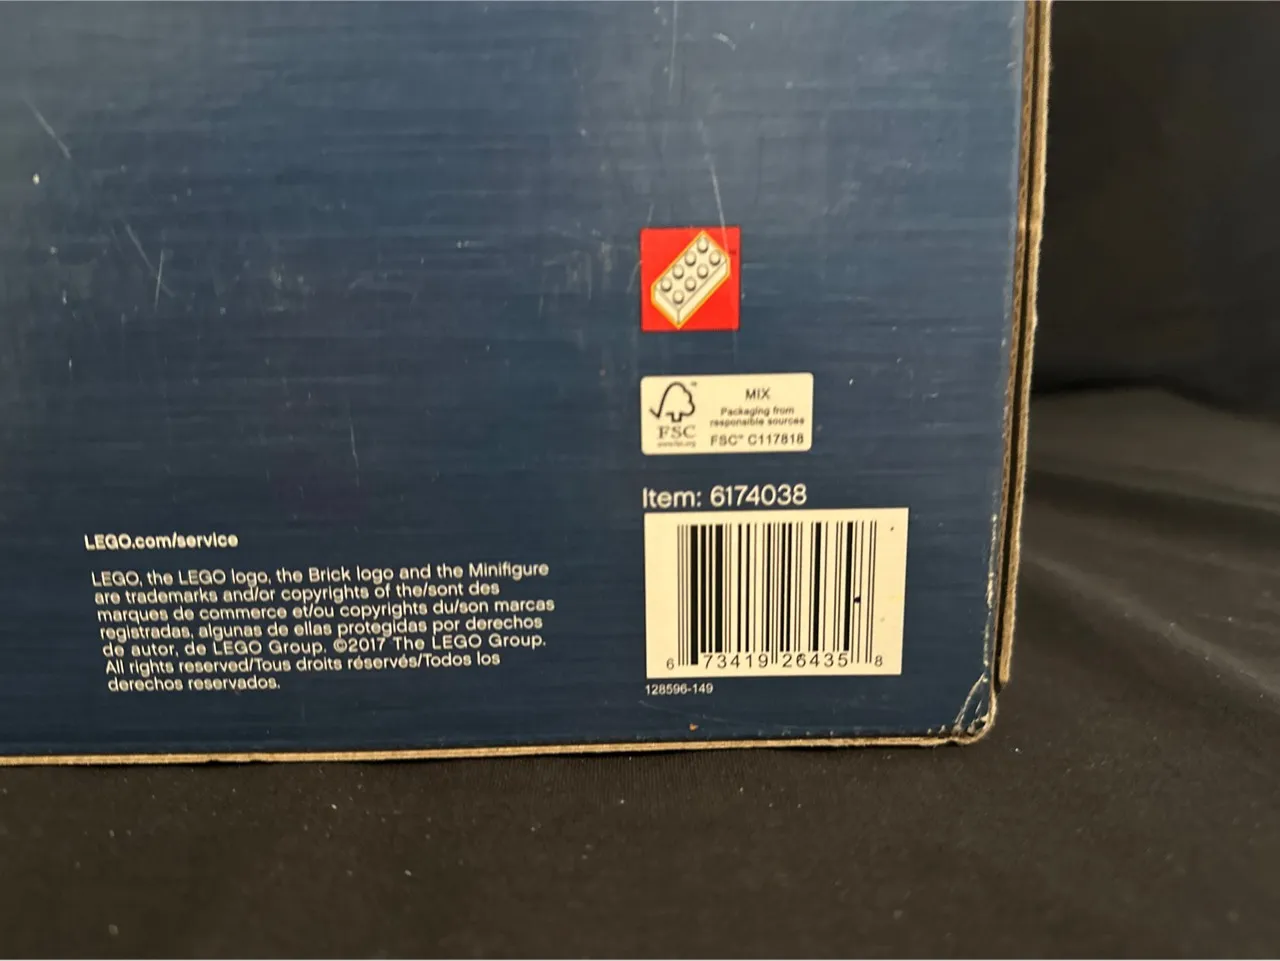 MIX
Packaging from
responsible sources
FSC
www.fsc.org
FSC™ C117818
Item: 6174038
6 73419 26435 8
128596-149
LEGO.com/service
LEGO, the LEGO logo, the Brick logo and the Minifigure
are trademarks and/or copyrights of the/sont des
marques de commerce et/ou copyrights du/son marcas
registradas, algunas de ellas protegidas por derechos
de autor, de LEGO Group. ©2017 The LEGO Group.
All rights reserved/Tous droits réservés/Todos los
derechos reservados.